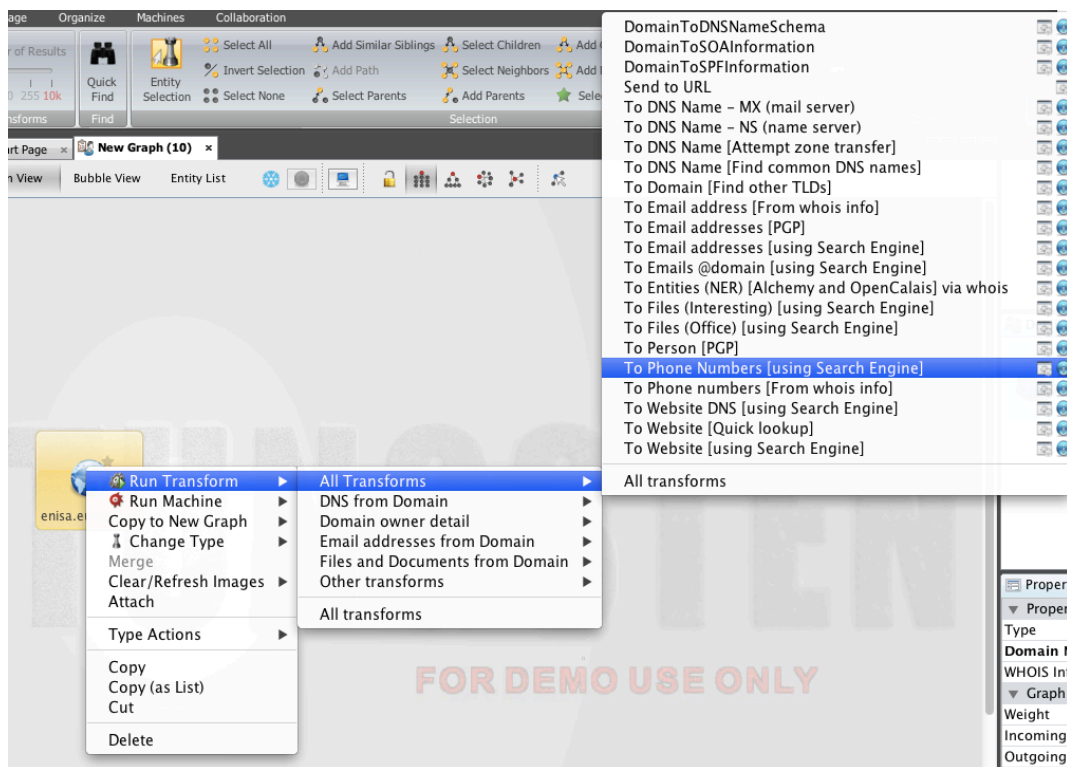 age Organize Machines Collaboration
r of Results
255 10k
nsforms
Quick Find
Find
Entity Selection
Select All
Invert Selection
Select None
Add Similar Siblings
Add Path
Select Parents
Select Children
Select Neighbors
Add Parents
Add
Add
Sele
Selection
rt Page × New Graph (10) ×
n View Bubble View Entity List
DomainToDNSNameSchema
DomainToSOAInformation
DomainToSPFInformation
Send to URL
To DNS Name – MX (mail server)
To DNS Name – NS (name server)
To DNS Name [Attempt zone transfer]
To DNS Name [Find common DNS names]
To Domain [Find other TLDs]
To Email address [From whois info]
To Email addresses [PGP]
To Email addresses [using Search Engine]
To Emails @domain [using Search Engine]
To Entities (NER) [Alchemy and OpenCalais] via whois
To Files (Interesting) [using Search Engine]
To Files (Office) [using Search Engine]
To Person [PGP]
To Phone Numbers [using Search Engine]
To Phone numbers [From whois info]
To Website DNS [using Search Engine]
To Website [Quick lookup]
To Website [using Search Engine]
All transforms
enisa.eu
Run Transform
Run Machine
Copy to New Graph
Change Type
Merge
Clear/Refresh Images
Attach
Type Actions
Copy
Copy (as List)
Cut
Delete
All Transforms
DNS from Domain
Domain owner detail
Email addresses from Domain
Files and Documents from Domain
Other transforms
All transforms
FOR DEMO USE ONLY
Proper
Proper
Type
Domain N
WHOIS Inf
Graph
Weight
Incoming
Outgoing